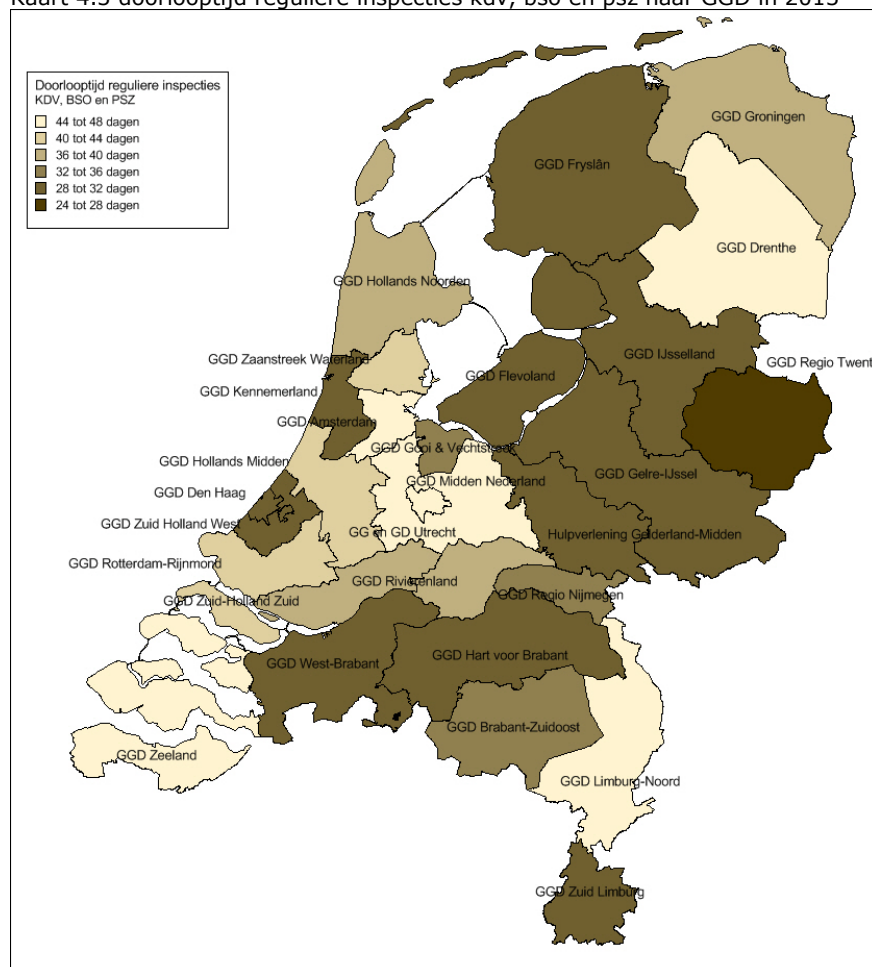 Kaart 4.3 doorlooptijd reguliere inspecties kdv, bso en psz naar GGD in 2013
Doorlooptijd reguliere inspecties
KDV, BSO en PSZ
44 tot 48 dagen
40 tot 44 dagen
36 tot 40 dagen
32 tot 36 dagen
28 tot 32 dagen
24 tot 28 dagen
GGD Groningen
GGD Fryslân
GGD Drenthe
GGD Hollands Noorden
GGD Zaanstreek Waterland
GGD IJsselland
GGD Regio Twent
GGD Flevoland
GGD Kennemerland
GGD Amsterdam
GGD Gooi & Vechtstreek
GGD Hollands Midden
GGD Gelre-IJssel
GGD Midden Nederland
GGD Den Haag
GGD Zuid Holland West
GG en GD Utrecht
Hulpverlening Gelderland-Midden
GGD Rotterdam-Rijnmond
GGD Rivierenland
GGD Regio Nijmegen
GGD Zuid-Holland Zuid
GGD West-Brabant
GGD Hart voor Brabant
GGD Brabant-Zuidoost
GGD Zeeland
GGD Limburg-Noord
GGD Zuid Limburg